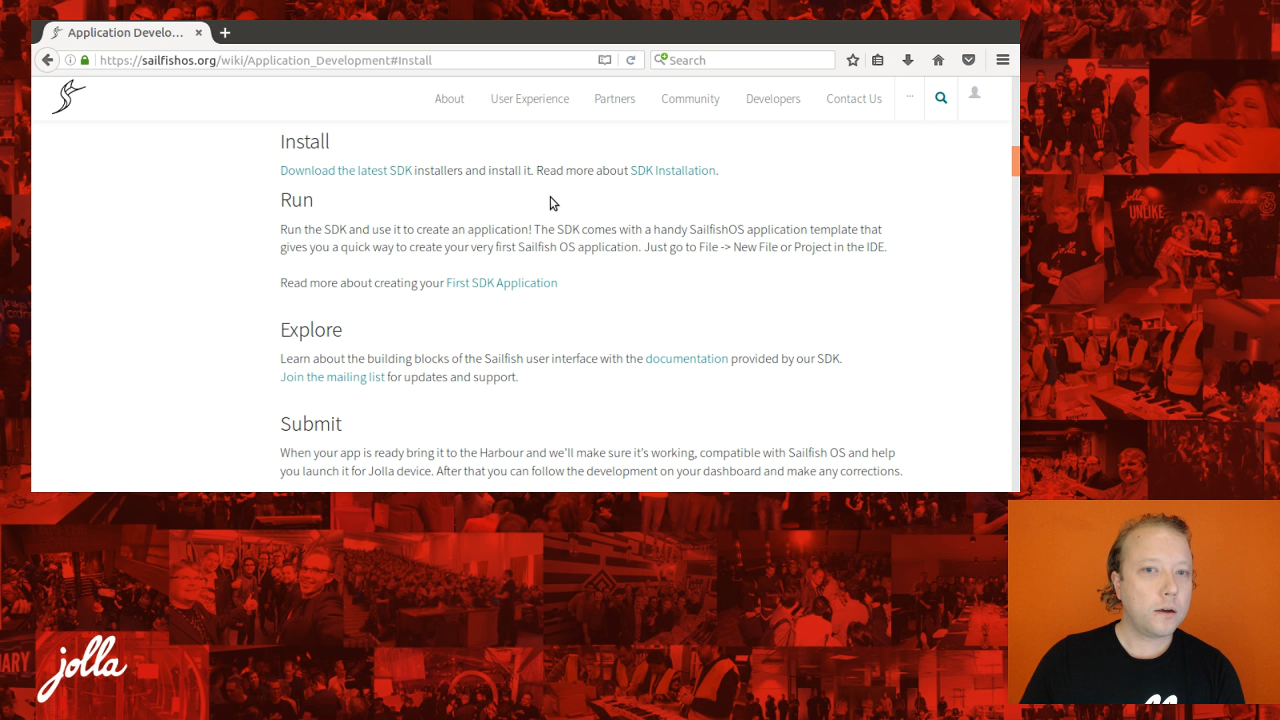 Application Develo...
https://sailfishos.org/wiki/Application_Development#Install
Search
About User Experience Partners Community Developers Contact Us ...
Install
Download the latest SDK installers and install it. Read more about SDK Installation.
Run
Run the SDK and use it to create an application! The SDK comes with a handy SailfishOS application template that
gives you a quick way to create your very first Sailfish OS application. Just go to File -> New File or Project in the IDE.
Read more about creating your First SDK Application
Explore
Learn about the building blocks of the Sailfish user interface with the documentation provided by our SDK.
Join the mailing list for updates and support.
Submit
When your app is ready bring it to the Harbour and we'll make sure it's working, compatible with Sailfish OS and help
you launch it for Jolla device. After that you can follow the development on your dashboard and make any corrections.
jolla
UNLIKE
jolla